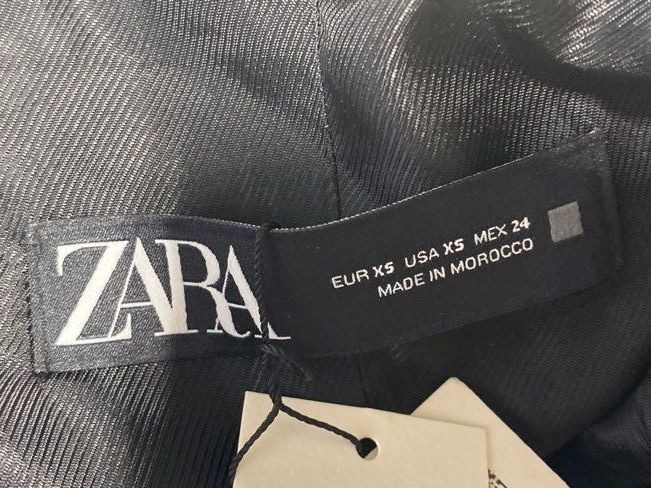 ZARA
EUR XS USA XS MEX 24
MADE IN MOROCCO